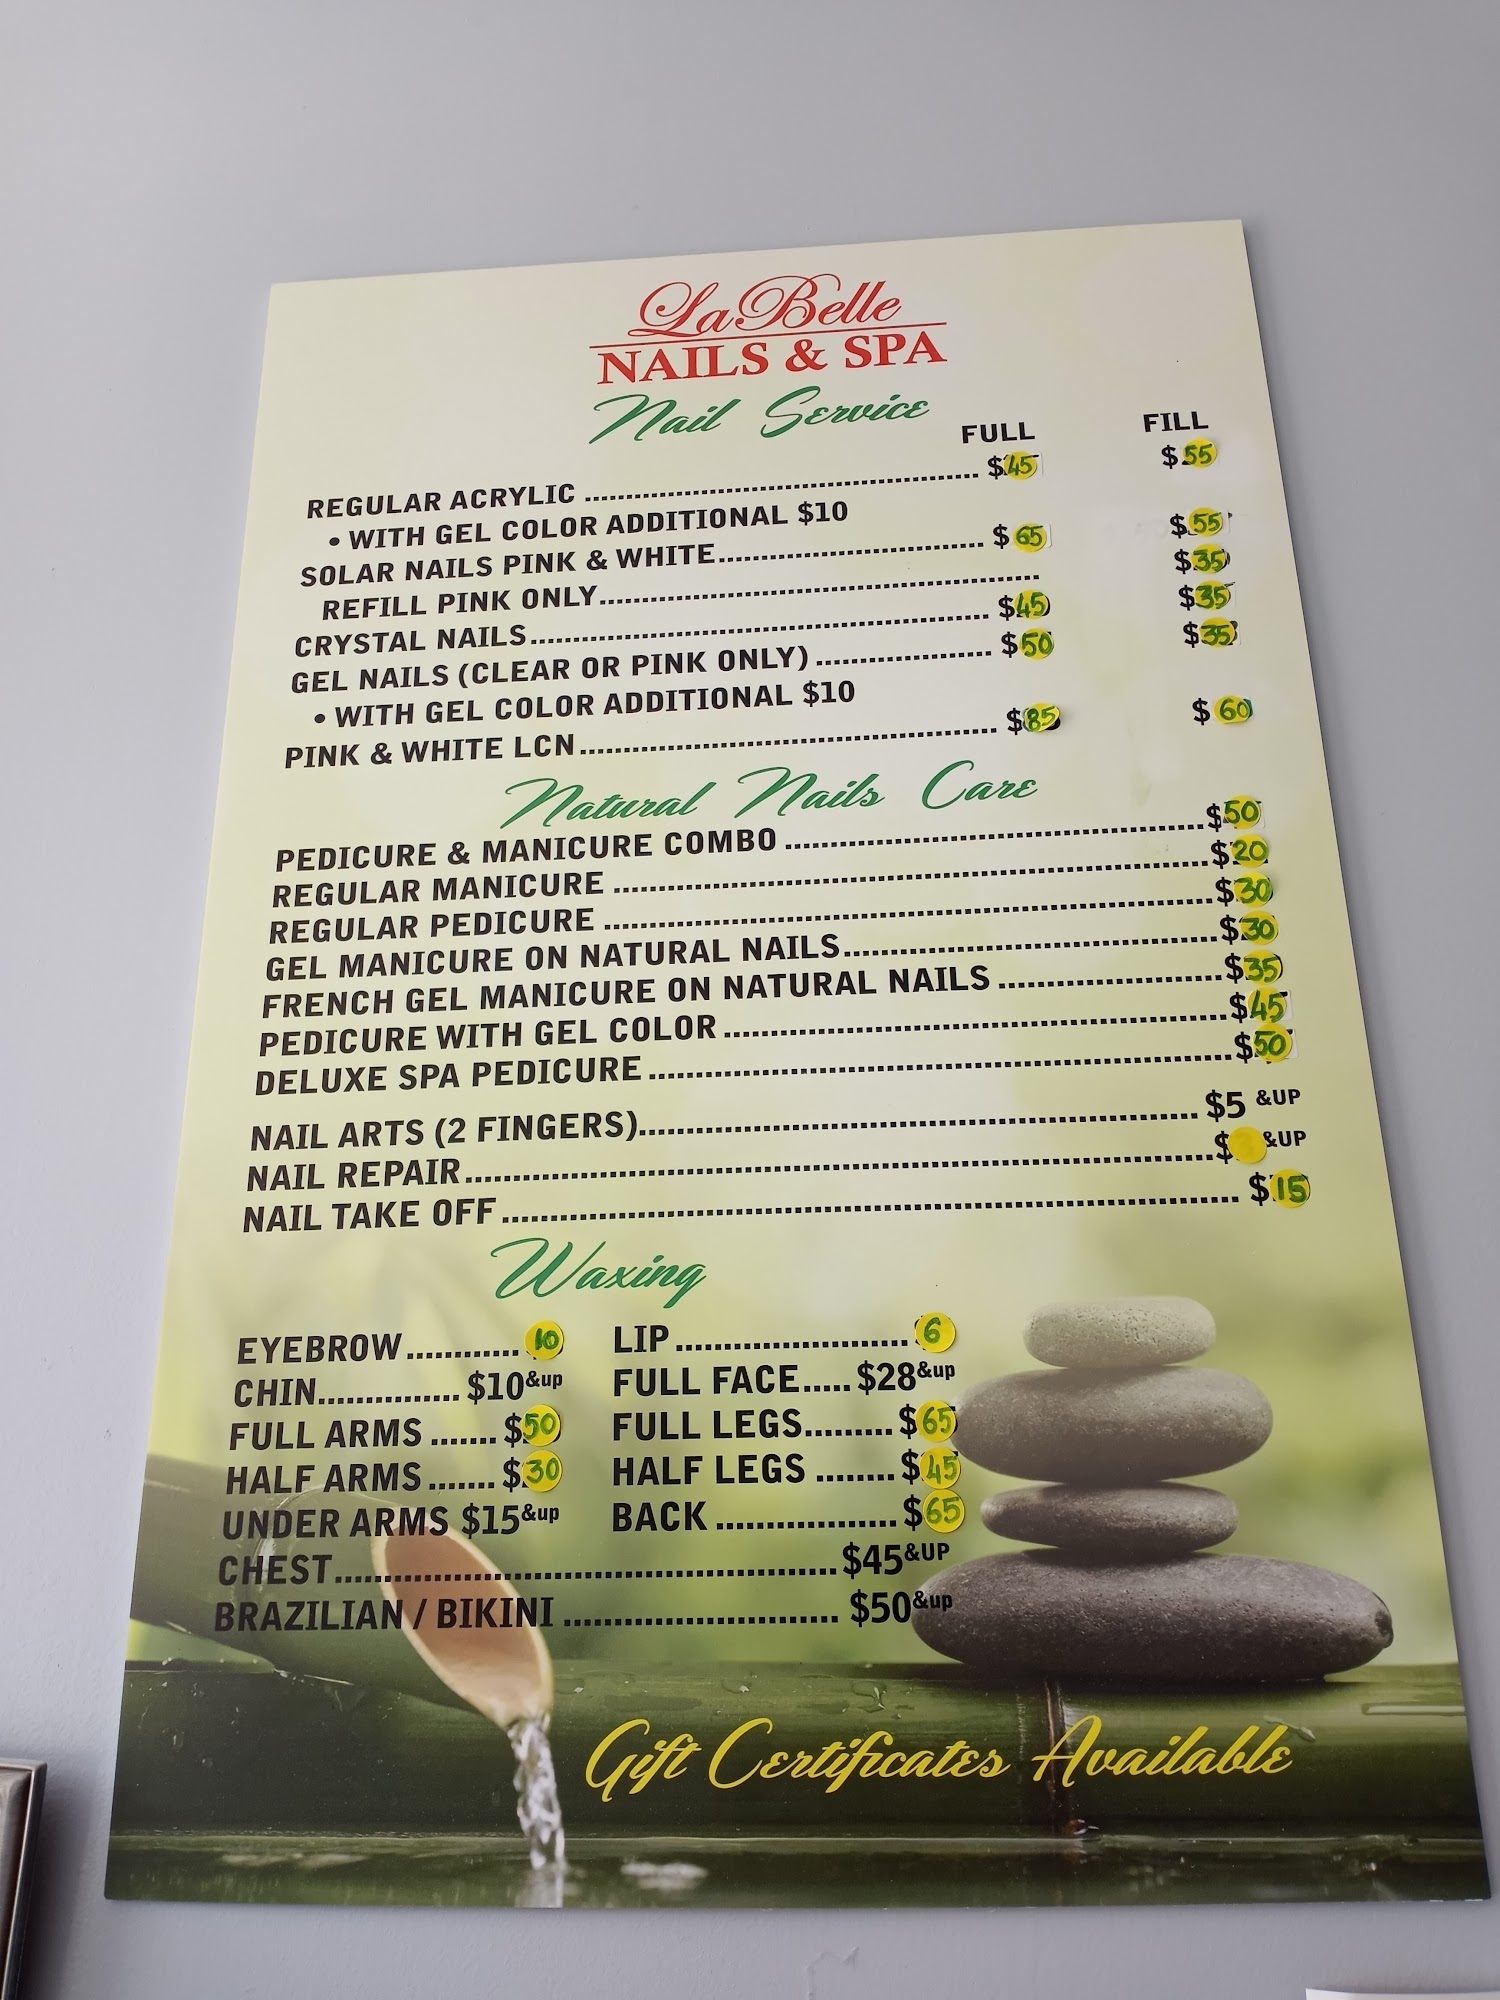 La Belle
NAILS & SPA
Nail Service
FULL FILL
REGULAR ACRYLIC ........ $45 $55
• WITH GEL COLOR ADDITIONAL $10
SOLAR NAILS PINK & WHITE........ $65 $55
REFILL PINK ONLY........ $35
CRYSTAL NAILS........ $45 $35
GEL NAILS (CLEAR OR PINK ONLY) ........ $50 $35
• WITH GEL COLOR ADDITIONAL $10
PINK & WHITE LCN........ $85 $60
Natural Nails Care
PEDICURE & MANICURE COMBO ........ $50
REGULAR MANICURE ........ $20
REGULAR PEDICURE ........ $30
GEL MANICURE ON NATURAL NAILS........ $30
FRENCH GEL MANICURE ON NATURAL NAILS ........ $35
PEDICURE WITH GEL COLOR ........ $45
DELUXE SPA PEDICURE ........ $50
NAIL ARTS (2 FINGERS)........ $5 &UP
NAIL REPAIR........ $ &UP
NAIL TAKE OFF........ $15
Waxing
EYEBROW............ 10 LIP........................ 6
CHIN.............. $10&up FULL FACE..... $28&up
FULL ARMS ....... $50 FULL LEGS......... $65
HALF ARMS ....... $30 HALF LEGS ........ $45
UNDER ARMS $15&up BACK .................. $65
CHEST........ $45&UP
BRAZILIAN / BIKINI ........ $50&up
Gift Certificates Available